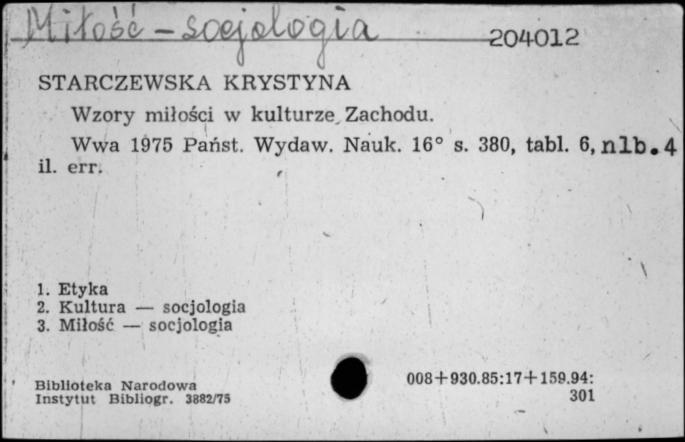 Miłość – socjologia 204012
STARCZEWSKA KRYSTYNA
Wzory miłości w kulturze Zachodu.
Wwa 1975 Państ. Wydaw. Nauk. 16° s. 380, tabl. 6, nlb. 4
il. err.
1. Etyka
2. Kultura — socjologia
3. Miłość — socjologia
Biblioteka Narodowa 008+930.85:17+159.94:
Instytut Bibliogr. 3882/75 301